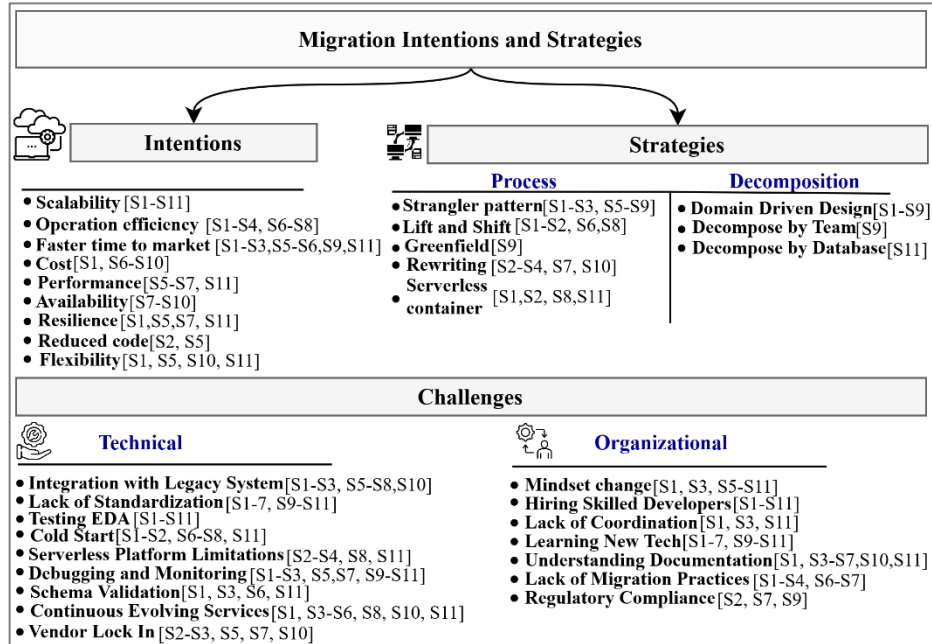 Migration Intentions and Strategies
Intentions
Scalability [S1-S11]
Operation efficiency [S1-S4, S6-S8]
Faster time to market [S1-S3,S5-S6,S9,S11]
Cost[S1, S6-S10]
Performance [S5-S7, S11]
Availability[S7-S10]
Resilience[S1,S5,S7, S11]
Reduced code[S2, S5]
Flexibility[S1, S5, S10, S11]
Strategies
Process
Strangler pattern[S1-S3, S5-S9]
Lift and Shift [S1-S2, S6,S8]
Greenfield[S9]
Rewriting [S2-S4, S7, S10]
Serverless container [S1,S2, S8,S11]
Decomposition
Domain Driven Design[S1-S9]
Decompose by Team[S9]
Decompose by Database[S11]
Challenges
Technical
Integration with Legacy System[S1-S3, S5-S8,S10]
Lack of Standardization[S1-7, S9-S11]
Testing EDA [S1-S11]
Cold Start[S1-S2, S6-S8, S11]
Serverless Platform Limitations [S2-S4, S8, S11]
Debugging and Monitoring[S1-S3, S5,S7, S9-S11]
Schema Validation [S1, S3, S6, S11]
Continuous Evolving Services[S1, S3-S6, S8, S10, S11]
Vendor Lock In [S2-S3, S5, S7, S10]
Organizational
Mindset change[S1, S3, S5-S11]
Hiring Skilled Developers[S1-S11]
Lack of Coordination[S1, S3, S11]
Learning New Tech[S1-7, S9-S11]
Understanding Documentation[S1, S3-S7,S10,S11]
Lack of Migration Practices[S1-S4, S6-S7]
Regulatory Compliance[S2, S7, S9]